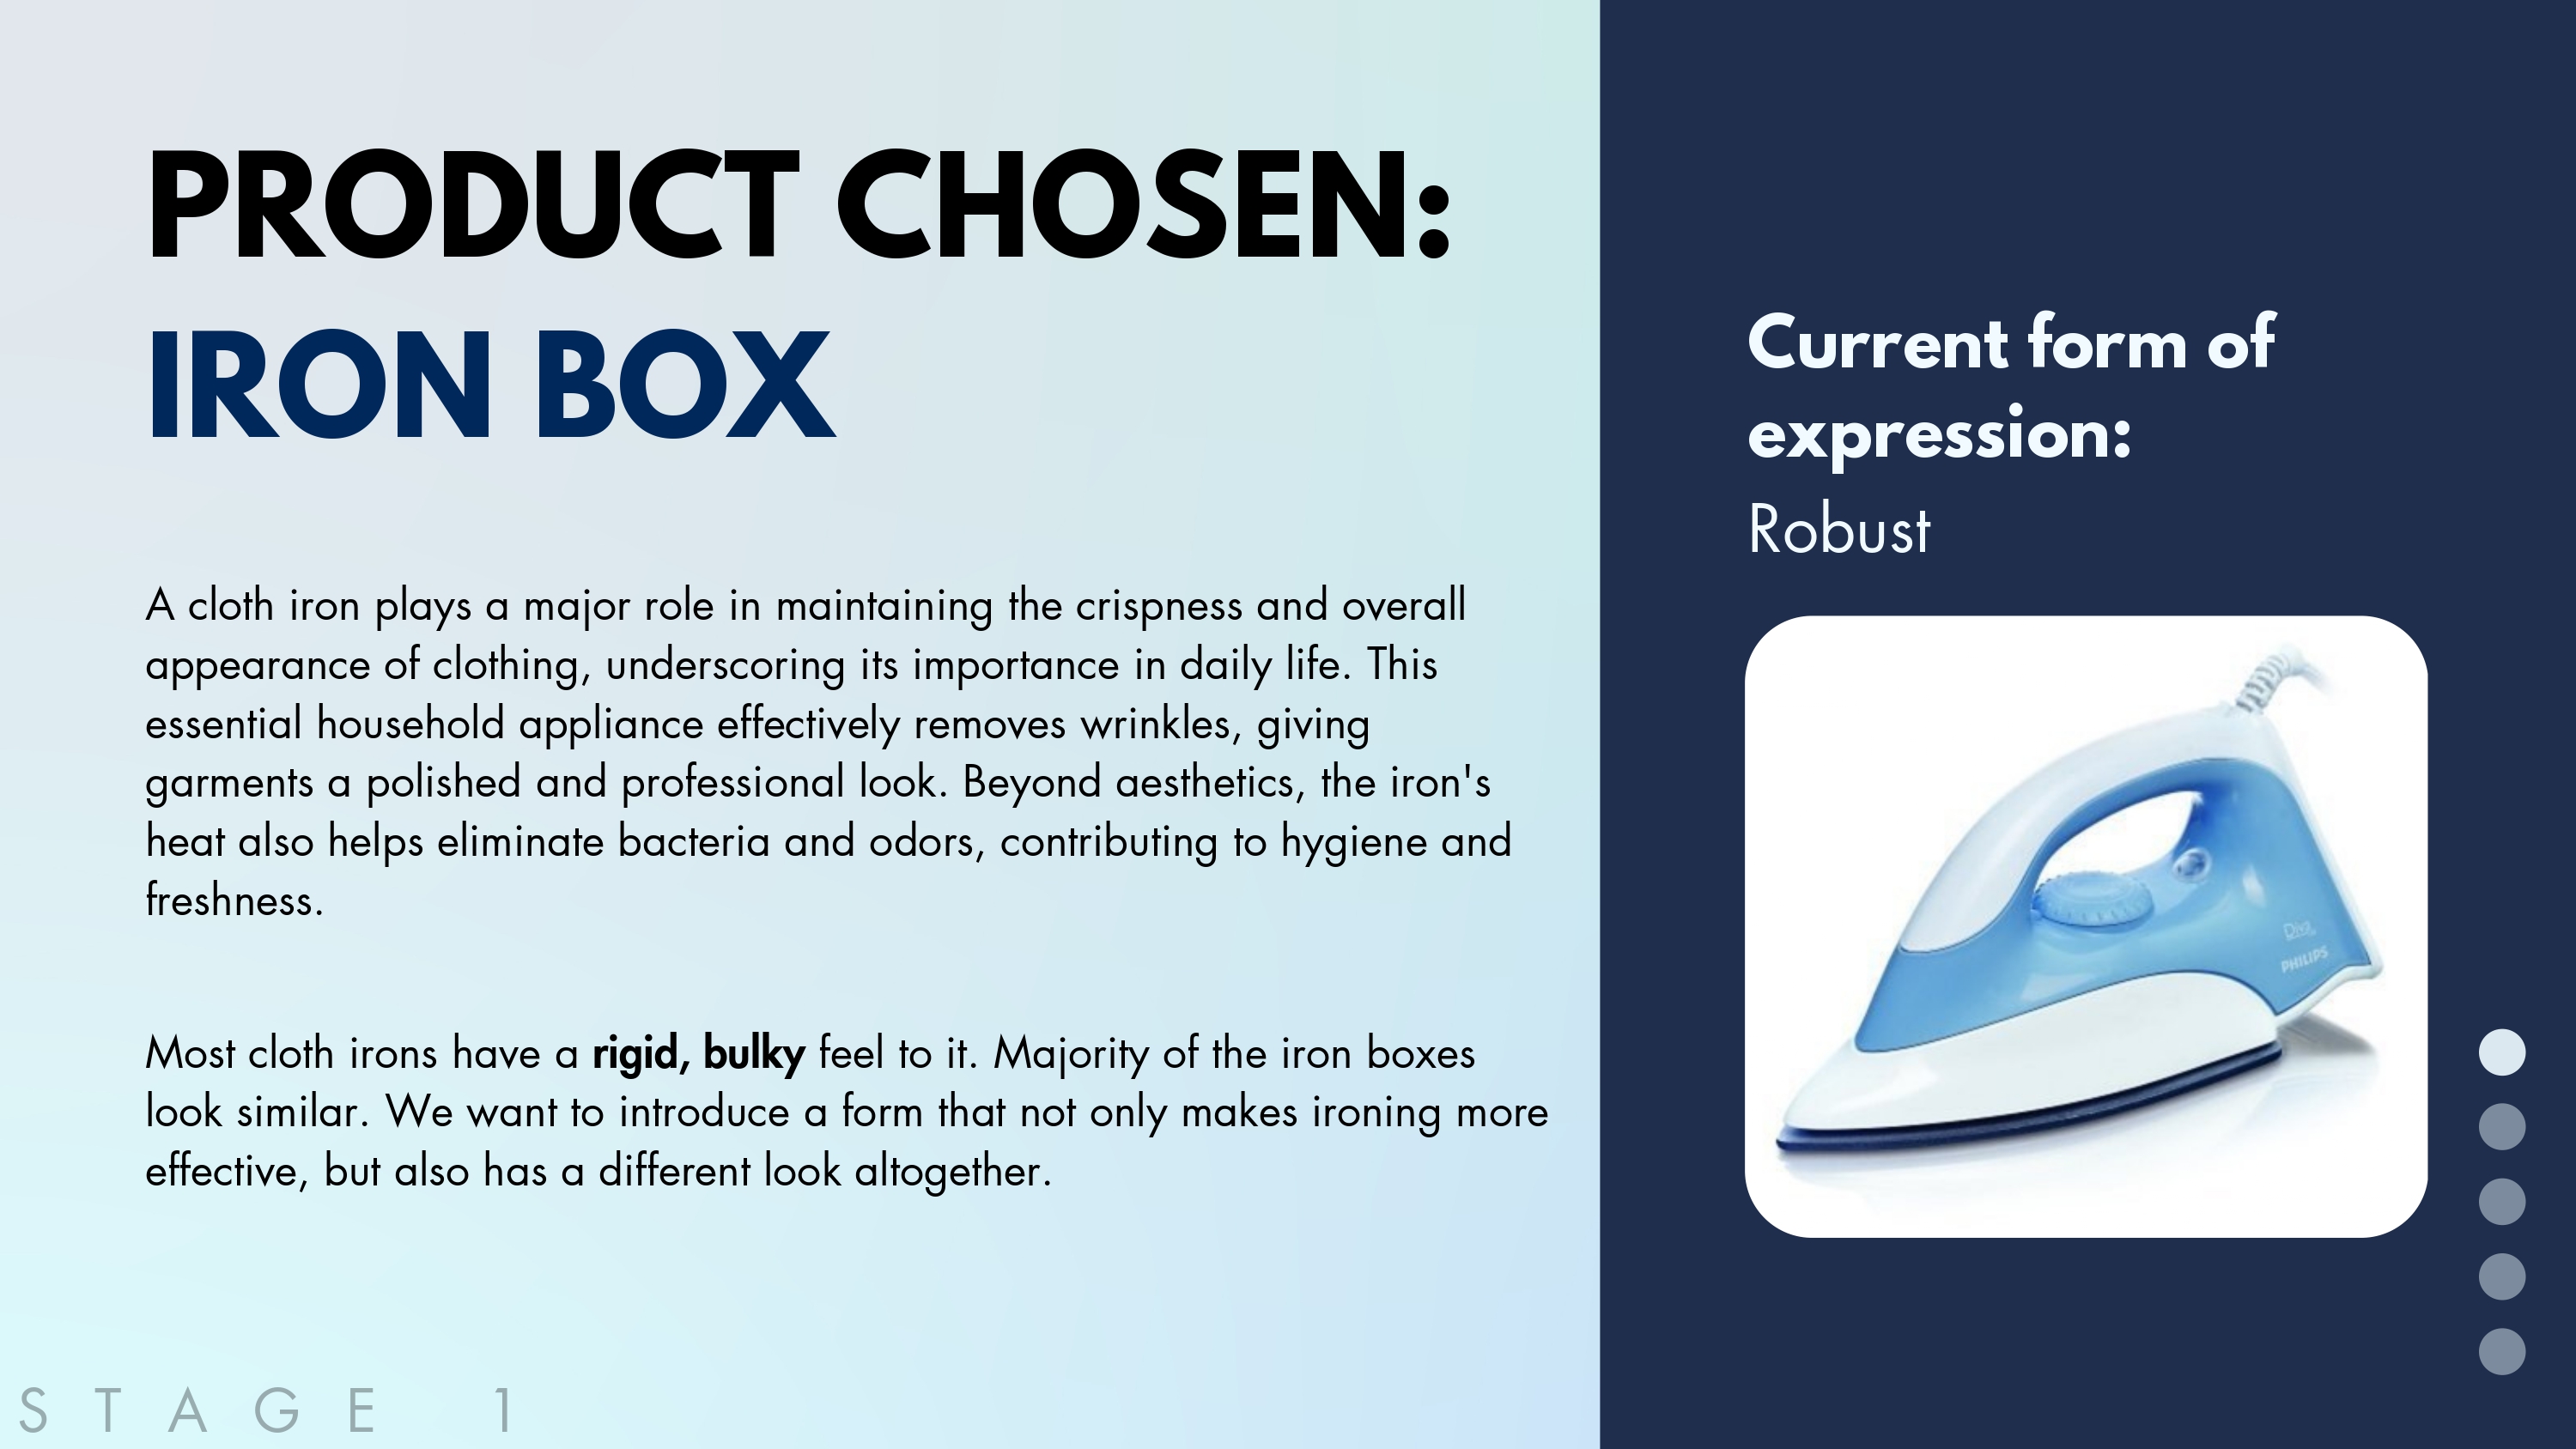 PRODUCT CHOSEN:
IRON BOX
A cloth iron plays a major role in maintaining the crispness and overall
appearance of clothing, underscoring its importance in daily life. This
essential household appliance effectively removes wrinkles, giving
garments a polished and professional look. Beyond aesthetics, the iron's
heat also helps eliminate bacteria and odors, contributing to hygiene and
freshness.
Most cloth irons have a rigid, bulky feel to it. Majority of the iron boxes
look similar. We want to introduce a form that not only makes ironing more
effective, but also has a different look altogether.
STAGE 1
Current form of
expression:
Robust
Diva
PHILIPS